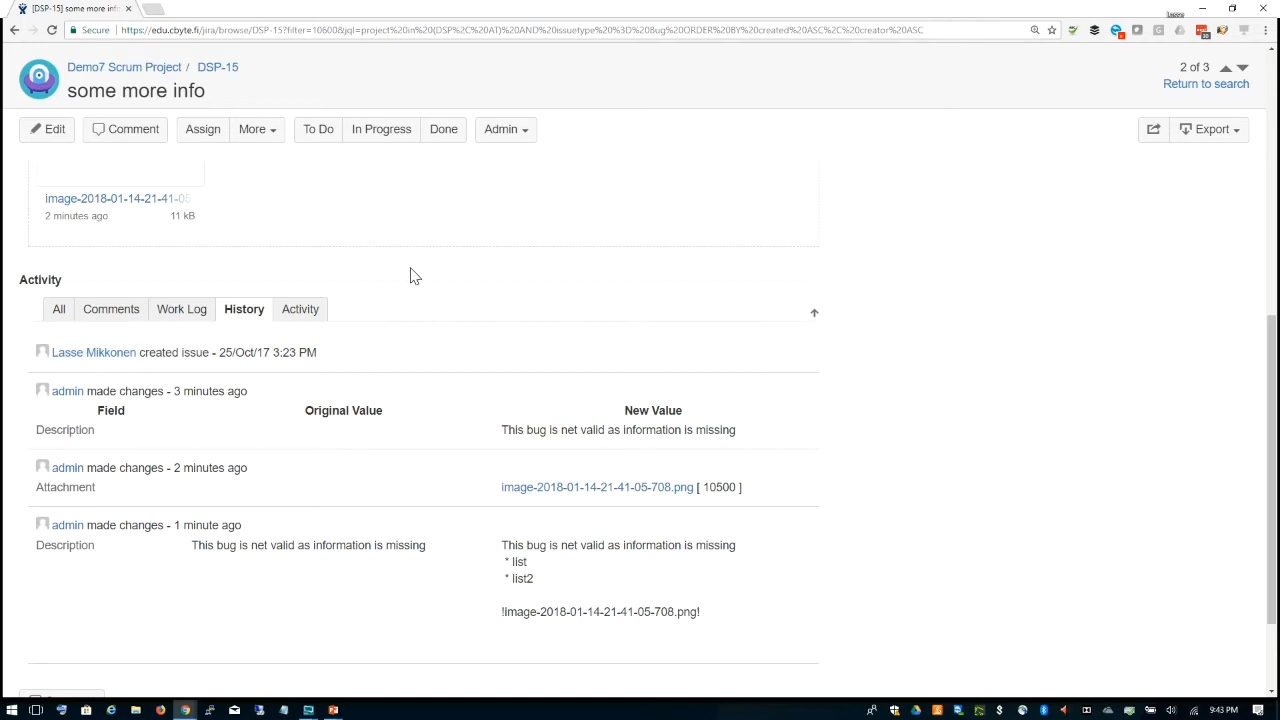 [DSP-15] some more info
Lassone
Secure https://edu.cbyte.fi/jira/browse/DSP-15?filter=10600&jql=project%20in%20(DSP%2C%20AT)%20AND%20issuetype%20%3D%20Bug%20ORDER%20BY%20created%20ASC%2C%20creator%20ASC
Demo7 Scrum Project / DSP-15
2 of 3
some more info
Return to search
Edit Comment Assign More To Do In Progress Done Admin Export
image-2018-01-14-21-41-05
2 minutes ago 11 kB
Activity
All Comments Work Log History Activity
Lasse Mikkonen created issue - 25/Oct/17 3:23 PM
admin made changes - 3 minutes ago
Field Original Value New Value
Description This bug is net valid as information is missing
admin made changes - 2 minutes ago
Attachment image-2018-01-14-21-41-05-708.png [ 10500 ]
admin made changes - 1 minute ago
Description This bug is net valid as information is missing This bug is net valid as information is missing
* list
* list2
!image-2018-01-14-21-41-05-708.png!
9:43 PM